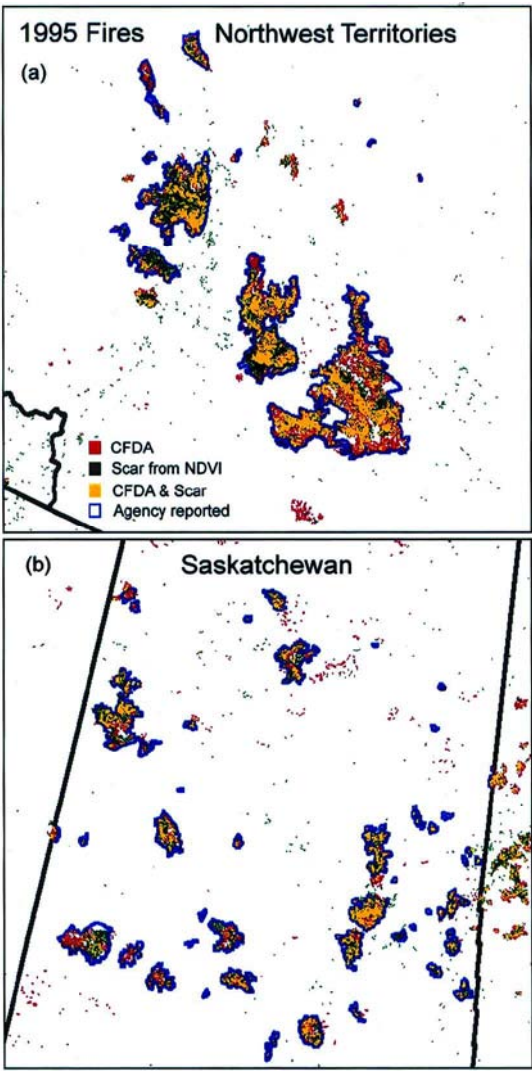 1995 Fires Northwest Territories
(a)
CFDA
Scar from NDVI
CFDA & Scar
Agency reported
(b) Saskatchewan